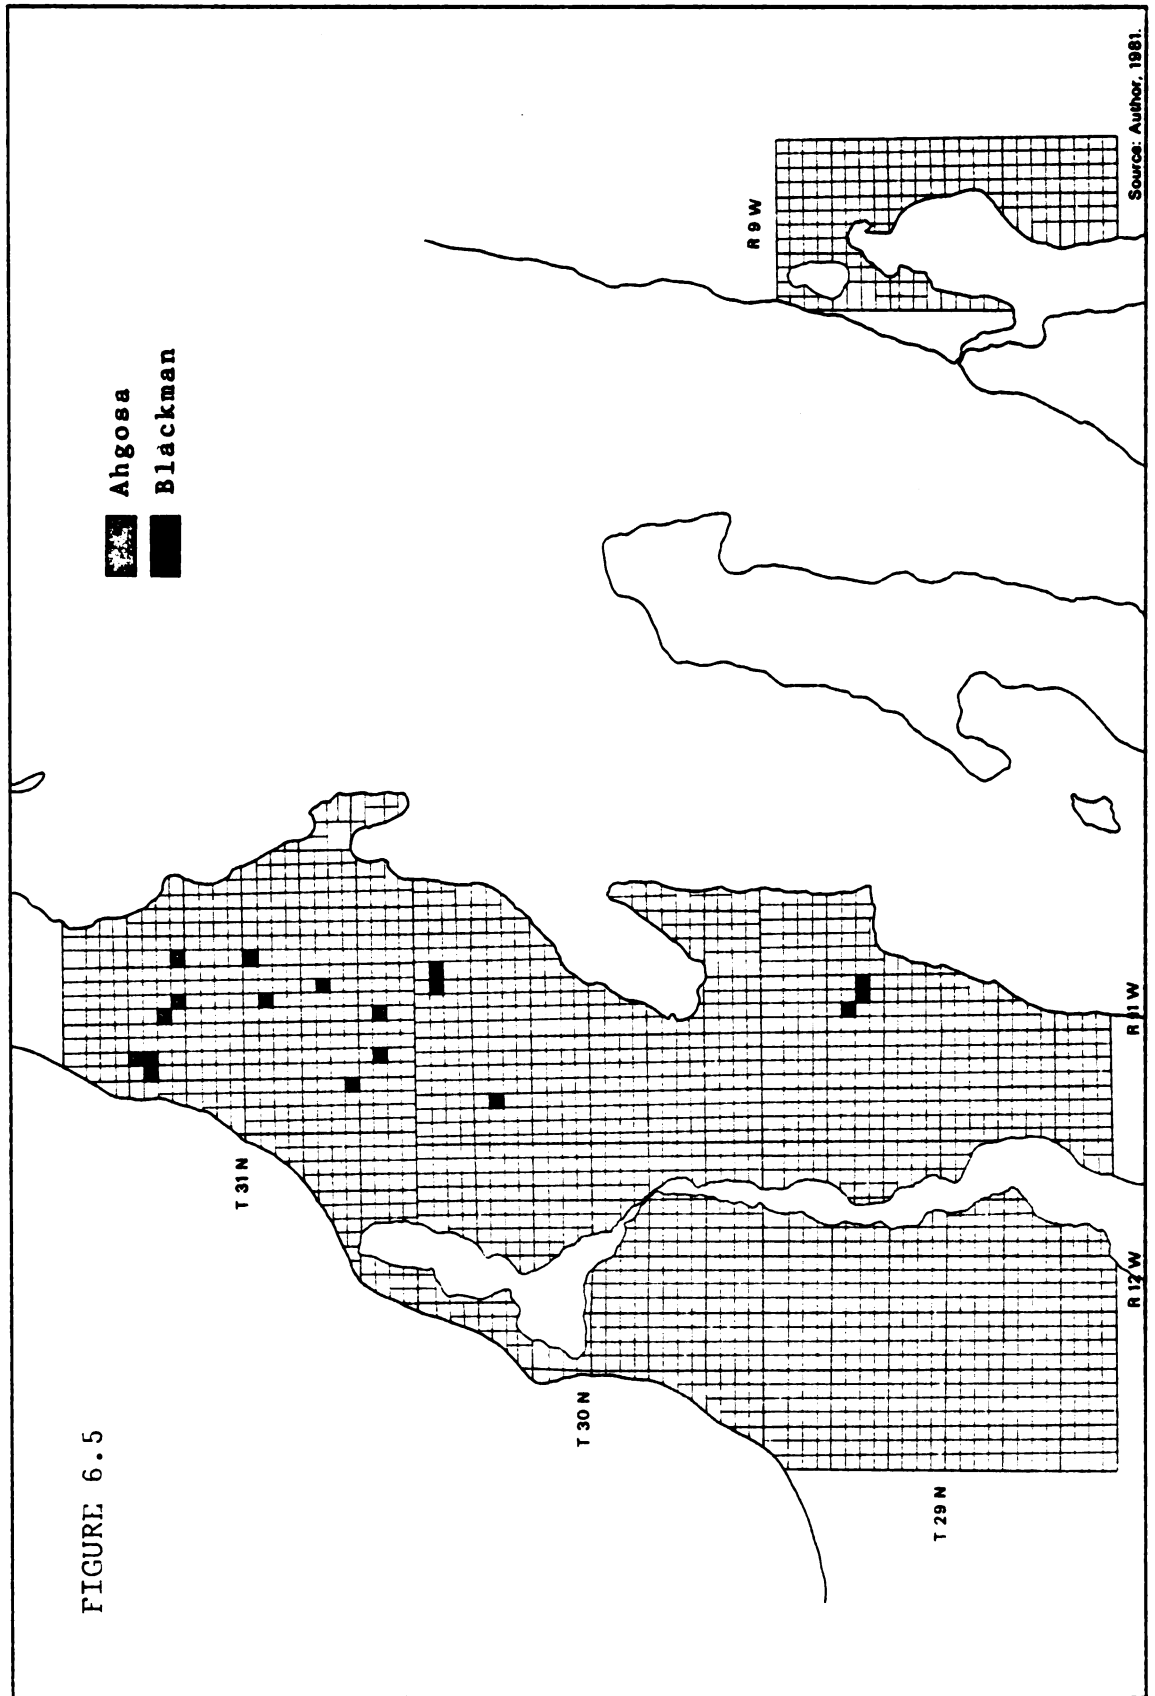 FIGURE 6.5
Ahgosa
Blackman
T 31 N
T 30 N
T 29 N
R 12 W
R 11 W
R 9 W
Source: Author, 1981.